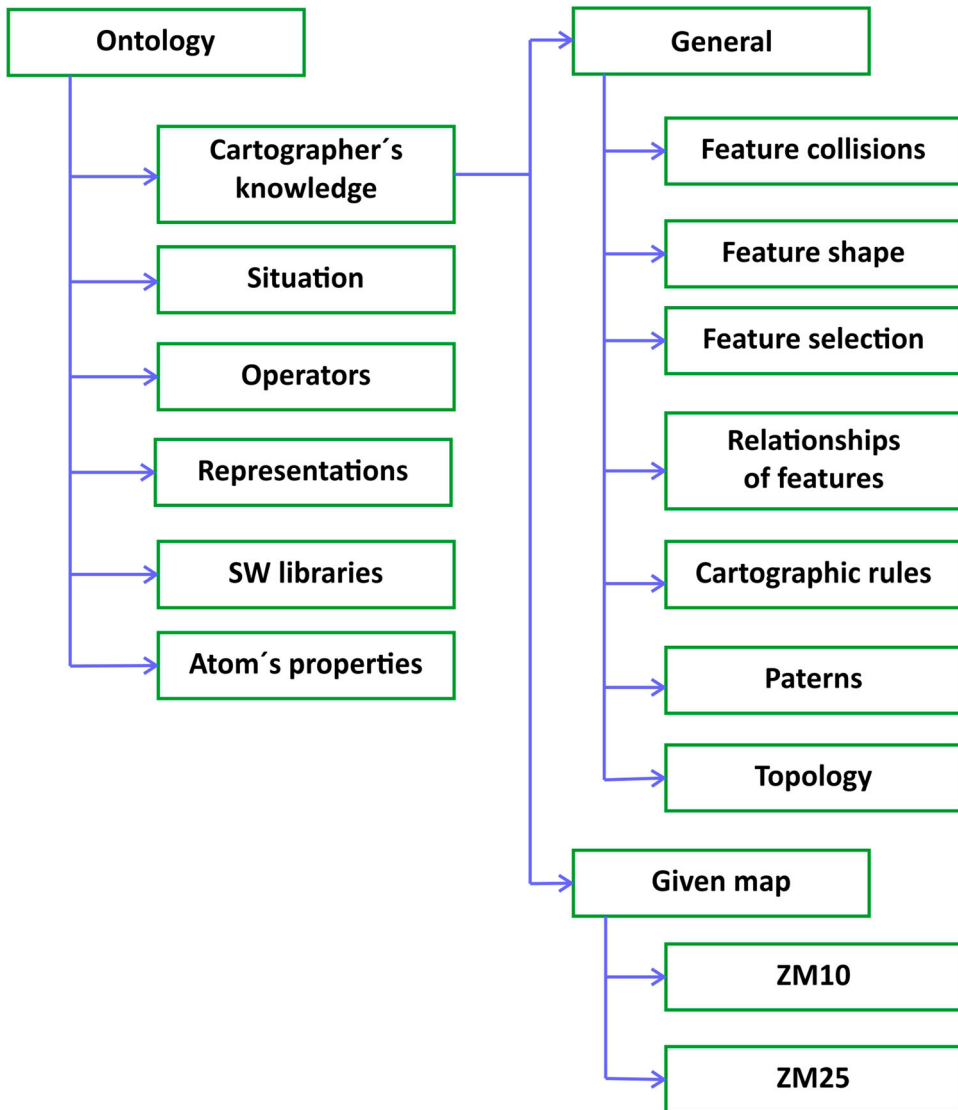 Ontology
Cartographer´s
knowledge
Situation
Operators
Representations
SW libraries
Atom´s properties
General
Feature collisions
Feature shape
Feature selection
Relationships
of features
Cartographic rules
Paterns
Topology
Given map
ZM10
ZM25